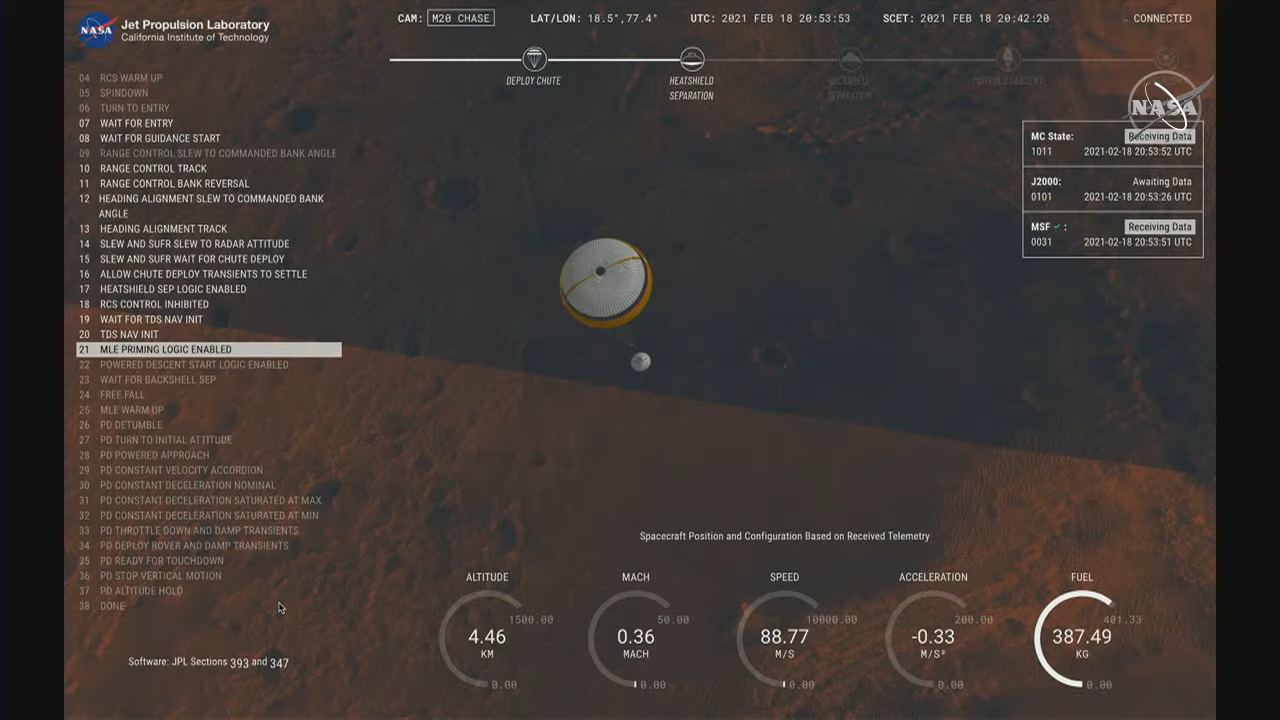 NASA
Jet Propulsion Laboratory
California Institute of Technology
CAM: M20 CHASE
LAT/LON: 18.5°,77.4°
UTC: 2021 FEB 18 20:53:53
SCET: 2021 FEB 18 20:42:20
CONNECTED
DEPLOY CHUTE
HEATSHIELD
SEPARATION
BACKSHELL
SEPARATION
POWERED DESCENT
NASA
MC State: Receiving Data
1011 2021-02-18 20:53:52 UTC
J2000: Awaiting Data
0101 2021-02-18 20:53:26 UTC
MSF ✓ : Receiving Data
0031 2021-02-18 20:53:51 UTC
04 RCS WARM UP
05 SPINDOWN
06 TURN TO ENTRY
07 WAIT FOR ENTRY
08 WAIT FOR GUIDANCE START
09 RANGE CONTROL SLEW TO COMMANDED BANK ANGLE
10 RANGE CONTROL TRACK
11 RANGE CONTROL BANK REVERSAL
12 HEADING ALIGNMENT SLEW TO COMMANDED BANK
ANGLE
13 HEADING ALIGNMENT TRACK
14 SLEW AND SUFR SLEW TO RADAR ATTITUDE
15 SLEW AND SUFR WAIT FOR CHUTE DEPLOY
16 ALLOW CHUTE DEPLOY TRANSIENTS TO SETTLE
17 HEATSHIELD SEP LOGIC ENABLED
18 RCS CONTROL INHIBITED
19 WAIT FOR TDS NAV INIT
20 TDS NAV INIT
21 MLE PRIMING LOGIC ENABLED
22 POWERED DESCENT START LOGIC ENABLED
23 WAIT FOR BACKSHELL SEP
24 FREE FALL
25 MLE WARM UP
26 PD DETUMBLE
27 PD TURN TO INITIAL ATTITUDE
28 PD POWERED APPROACH
29 PD CONSTANT VELOCITY ACCORDION
30 PD CONSTANT DECELERATION NOMINAL
31 PD CONSTANT DECELERATION SATURATED AT MAX
32 PD CONSTANT DECELERATION SATURATED AT MIN
33 PD THROTTLE DOWN AND DAMP TRANSIENTS
34 PD DEPLOY ROVER AND DAMP TRANSIENTS
35 PD READY FOR TOUCHDOWN
36 PD STOP VERTICAL MOTION
37 PD ALTITUDE HOLD
38 DONE
Software: JPL Sections 393 and 347
Spacecraft Position and Configuration Based on Received Telemetry
ALTITUDE
1500.00
4.46
KM
0.00
MACH
50.00
0.36
MACH
0.00
SPEED
10000.00
88.77
M/S
0.00
ACCELERATION
200.00
-0.33
M/S²
0.00
FUEL
401.33
387.49
KG
0.00